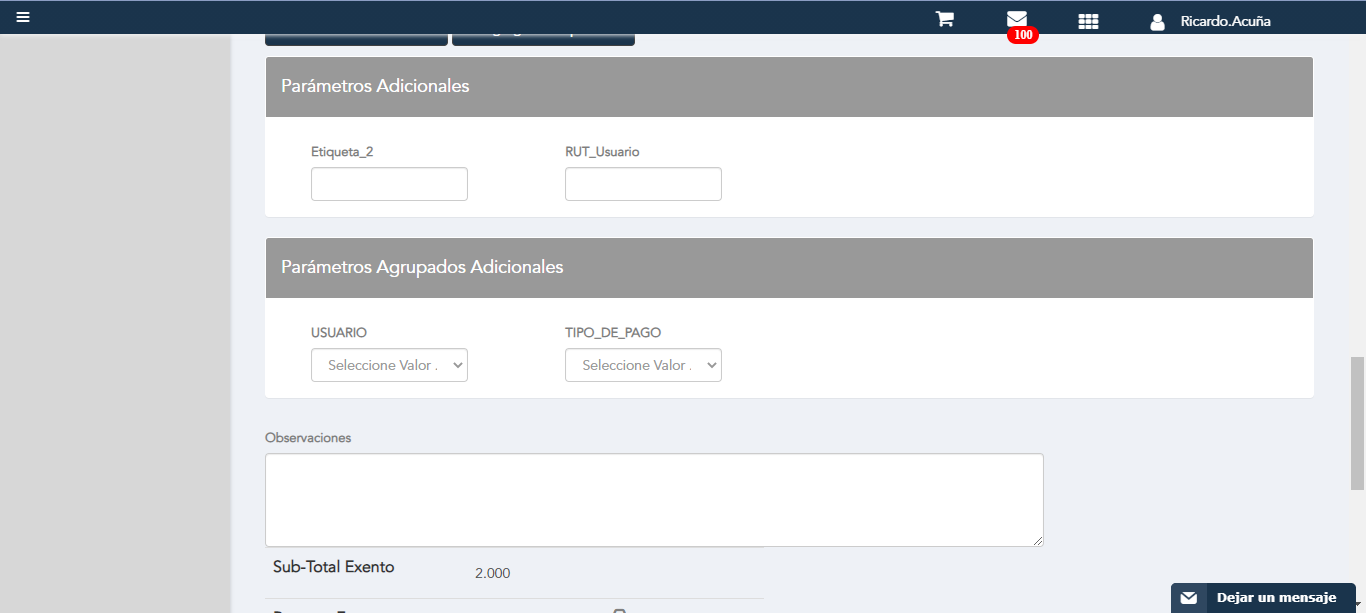 Ricardo.Acuña
100
Parámetros Adicionales
Etiqueta_2
RUT_Usuario
Parámetros Agrupados Adicionales
USUARIO
TIPO_DE_PAGO
Seleccione Valor .
Seleccione Valor .
Observaciones
Sub-Total Exento
2.000
Dejar un mensaje